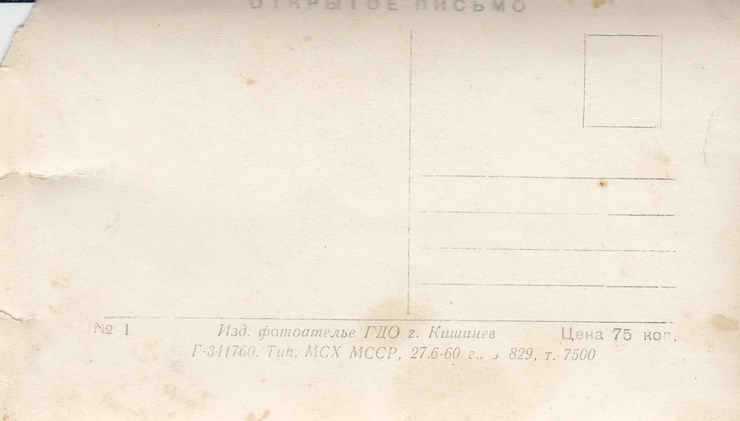 ОТКРЫТОЕ ПИСЬМО
№ 1 Изд. фотоателье ГДО г. Кишинев Цена 75 коп.
Г-341760. Тип. МСХ МССР, 27.6-60 г., з 829, т. 7500